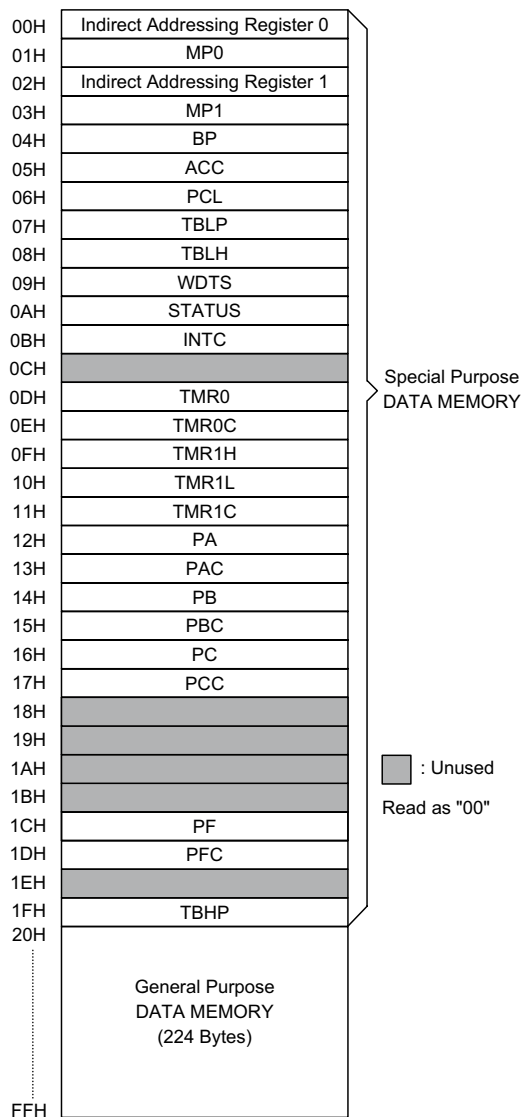 00H Indirect Addressing Register 0
01H MP0
02H Indirect Addressing Register 1
03H MP1
04H BP
05H ACC
06H PCL
07H TBLP
08H TBLH
09H WDTS
0AH STATUS
0BH INTC
0CH
0DH TMR0
0EH TMR0C
0FH TMR1H
10H TMR1L
11H TMR1C
12H PA
13H PAC
14H PB
15H PBC
16H PC
17H PCC
18H
19H
1AH
1BH
1CH PF
1DH PFC
1EH
1FH TBHP
20H
General Purpose
DATA MEMORY
(224 Bytes)
FFH
Special Purpose
DATA MEMORY
: Unused
Read as "00"